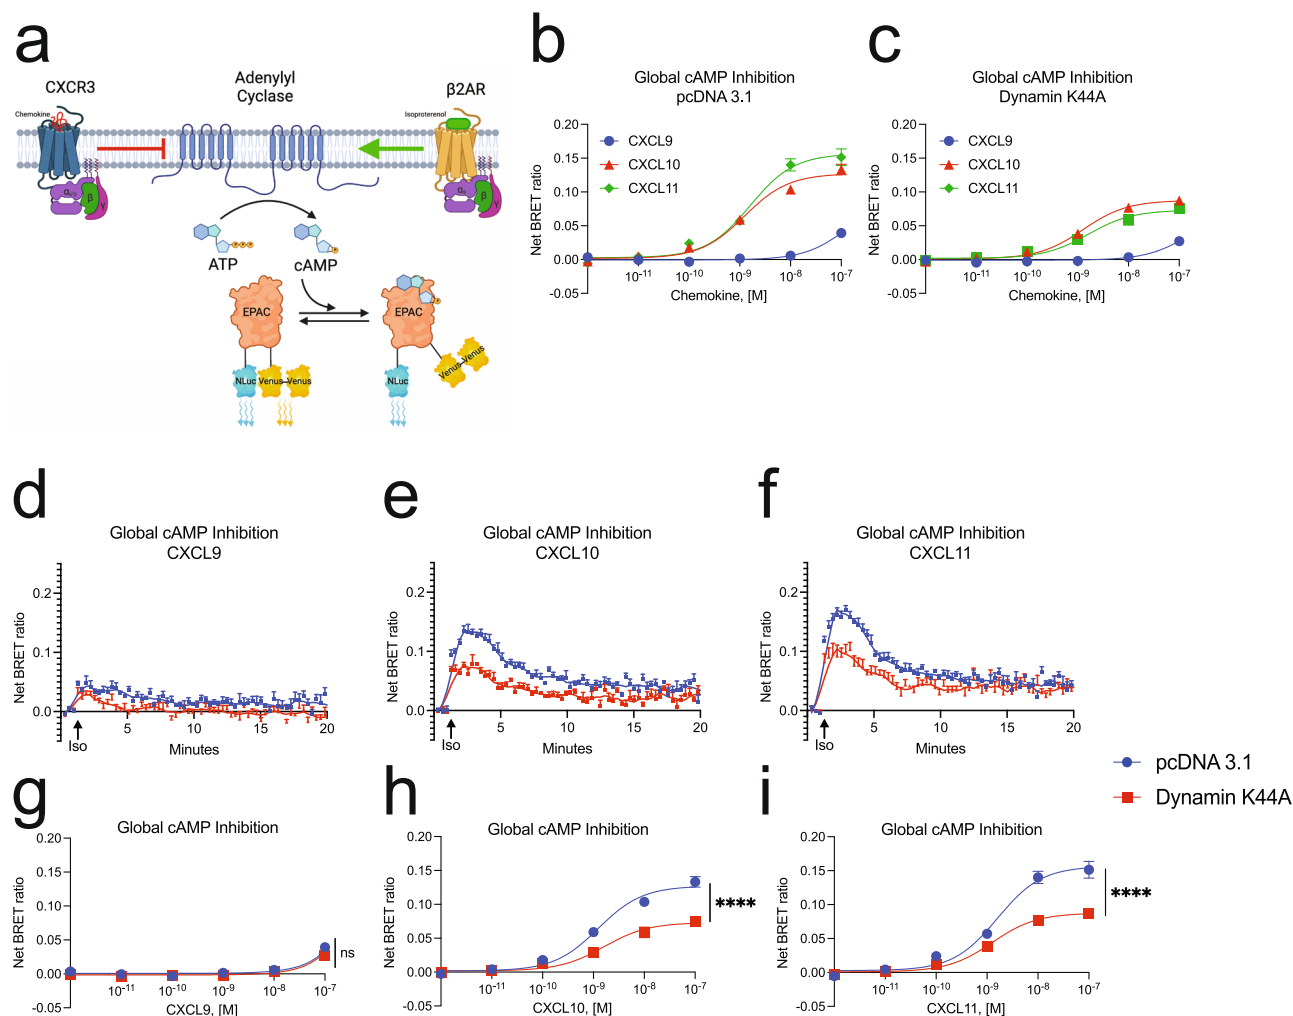 a
CXCR3
Chemokine
αi/o
β
γ
Adenylyl
Cyclase
β2AR
Isoproterenol
αs
β
γ
ATP
cAMP
EPAC
EPAC
NLuc
Venus
Venus
NLuc
Venus
Venus
b
Global cAMP Inhibition
pcDNA 3.1
Net BRET ratio
0.20
0.15
0.10
0.05
0.00
-0.05
CXCL9
CXCL10
CXCL11
10⁻¹¹ 10⁻¹⁰ 10⁻⁹ 10⁻⁸ 10⁻⁷
Chemokine, [M]
c
Global cAMP Inhibition
Dynamin K44A
Net BRET ratio
0.20
0.15
0.10
0.05
0.00
-0.05
CXCL9
CXCL10
CXCL11
10⁻¹¹ 10⁻¹⁰ 10⁻⁹ 10⁻⁸ 10⁻⁷
Chemokine, [M]
d
Global cAMP Inhibition
CXCL9
Net BRET ratio
0.2
0.1
0.0
5 10 15 20
Iso
Minutes
e
Global cAMP Inhibition
CXCL10
Net BRET ratio
0.2
0.1
0.0
5 10 15 20
Iso
Minutes
f
Global cAMP Inhibition
CXCL11
Net BRET ratio
0.2
0.1
0.0
5 10 15 20
Iso
Minutes
pcDNA 3.1
Dynamin K44A
g
Global cAMP Inhibition
Net BRET ratio
0.20
0.15
0.10
0.05
0.00
-0.05
ns
10⁻¹¹ 10⁻¹⁰ 10⁻⁹ 10⁻⁸ 10⁻⁷
CXCL9, [M]
h
Global cAMP Inhibition
Net BRET ratio
0.20
0.15
0.10
0.05
0.00
-0.05
****
10⁻¹¹ 10⁻¹⁰ 10⁻⁹ 10⁻⁸ 10⁻⁷
CXCL10, [M]
i
Global cAMP Inhibition
Net BRET ratio
0.20
0.15
0.10
0.05
0.00
-0.05
****
10⁻¹¹ 10⁻¹⁰ 10⁻⁹ 10⁻⁸ 10⁻⁷
CXCL11, [M]